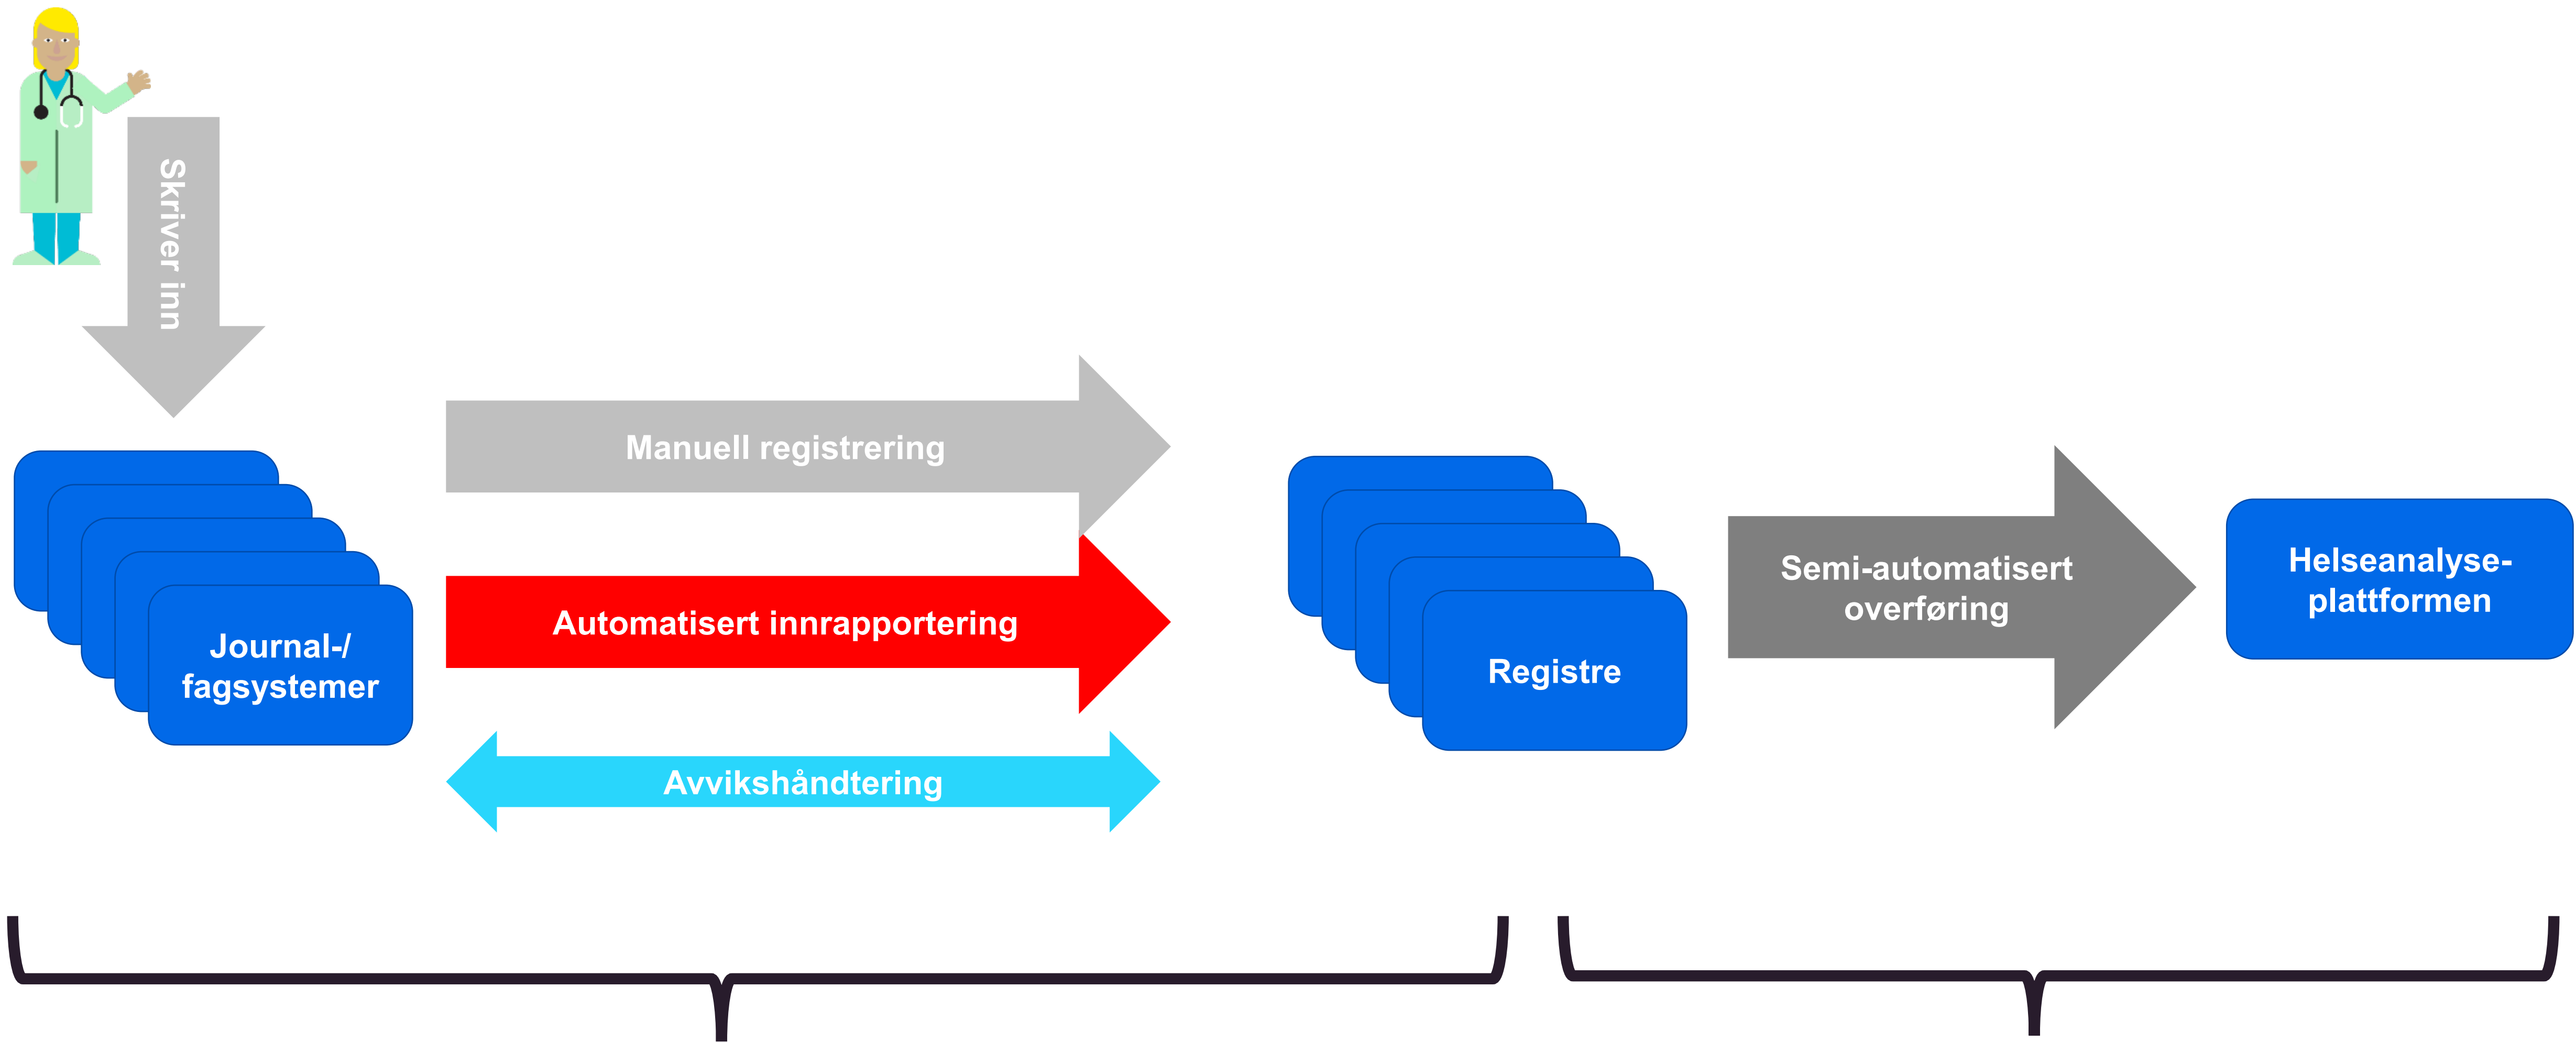 Skriver inn
Manuell registrering
Automatisert innrapportering
Avvikshåndtering
Journal-/
fagsystemer
Registre
Semi-automatisert
overføring
Helseanalyse-
plattformen